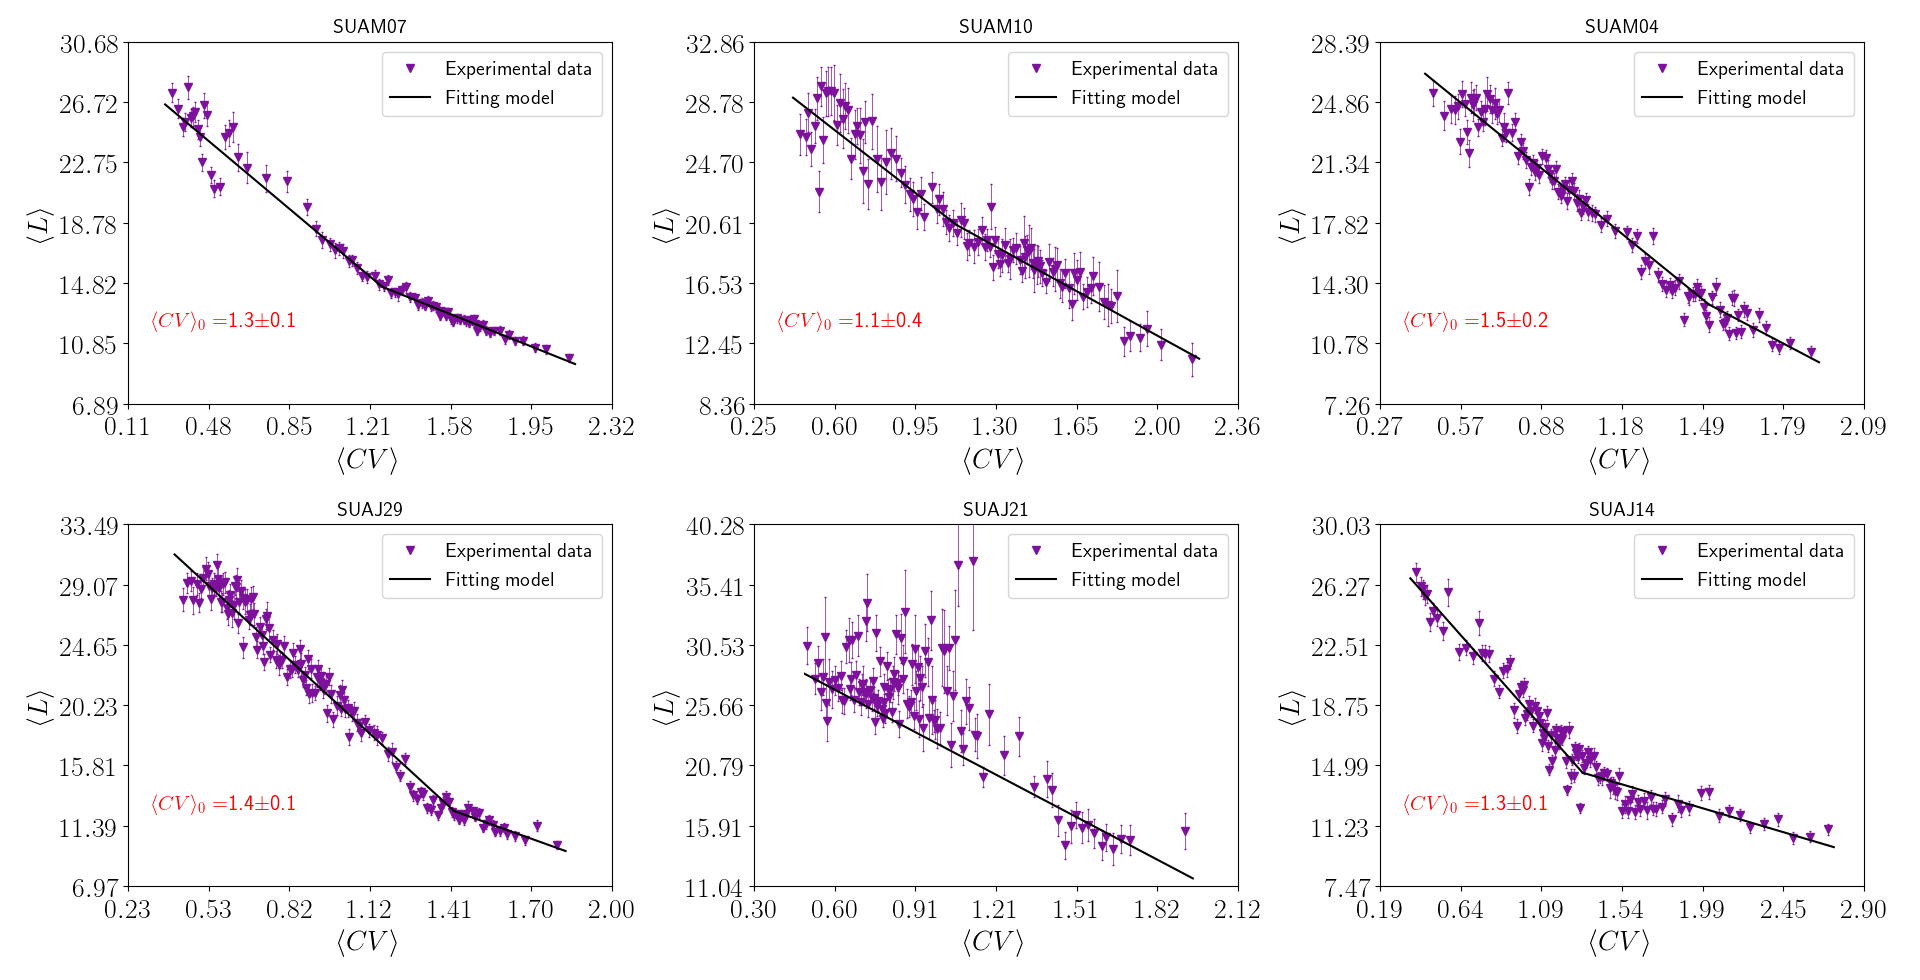 SUAM07
30.68
26.72
22.75
18.78
14.82
10.85
6.89
⟨L⟩
Experimental data
Fitting model
⟨CV⟩₀ =1.3±0.1
0.11 0.48 0.85 1.21 1.58 1.95 2.32
⟨CV⟩
SUAM10
32.86
28.78
24.70
20.61
16.53
12.45
8.36
⟨L⟩
Experimental data
Fitting model
⟨CV⟩₀ =1.1±0.4
0.25 0.60 0.95 1.30 1.65 2.00 2.36
⟨CV⟩
SUAM04
28.39
24.86
21.34
17.82
14.30
10.78
7.26
⟨L⟩
Experimental data
Fitting model
⟨CV⟩₀ =1.5±0.2
0.27 0.57 0.88 1.18 1.49 1.79 2.09
⟨CV⟩
SUAJ29
33.49
29.07
24.65
20.23
15.81
11.39
6.97
⟨L⟩
Experimental data
Fitting model
⟨CV⟩₀ =1.4±0.1
0.23 0.53 0.82 1.12 1.41 1.70 2.00
⟨CV⟩
SUAJ21
40.28
35.41
30.53
25.66
20.79
15.91
11.04
⟨L⟩
Experimental data
Fitting model
0.30 0.60 0.91 1.21 1.51 1.82 2.12
⟨CV⟩
SUAJ14
30.03
26.27
22.51
18.75
14.99
11.23
7.47
⟨L⟩
Experimental data
Fitting model
⟨CV⟩₀ =1.3±0.1
0.19 0.64 1.09 1.54 1.99 2.45 2.90
⟨CV⟩